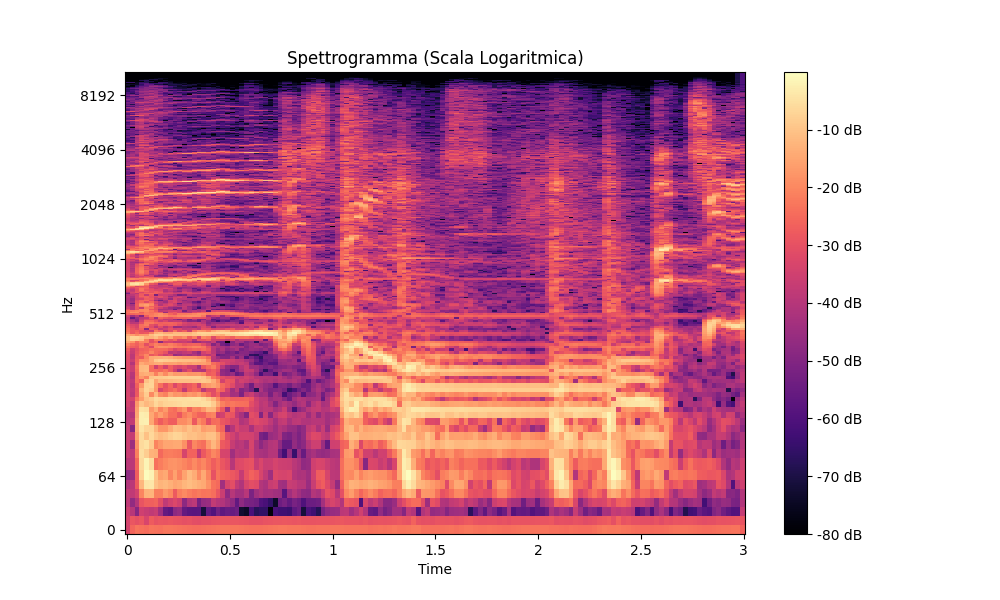 Spettrogramma (Scala Logaritmica)
8192
4096
2048
1024
512
256
128
64
0
Hz
0
0.5
1
1.5
2
2.5
3
Time
-10 dB
-20 dB
-30 dB
-40 dB
-50 dB
-60 dB
-70 dB
-80 dB